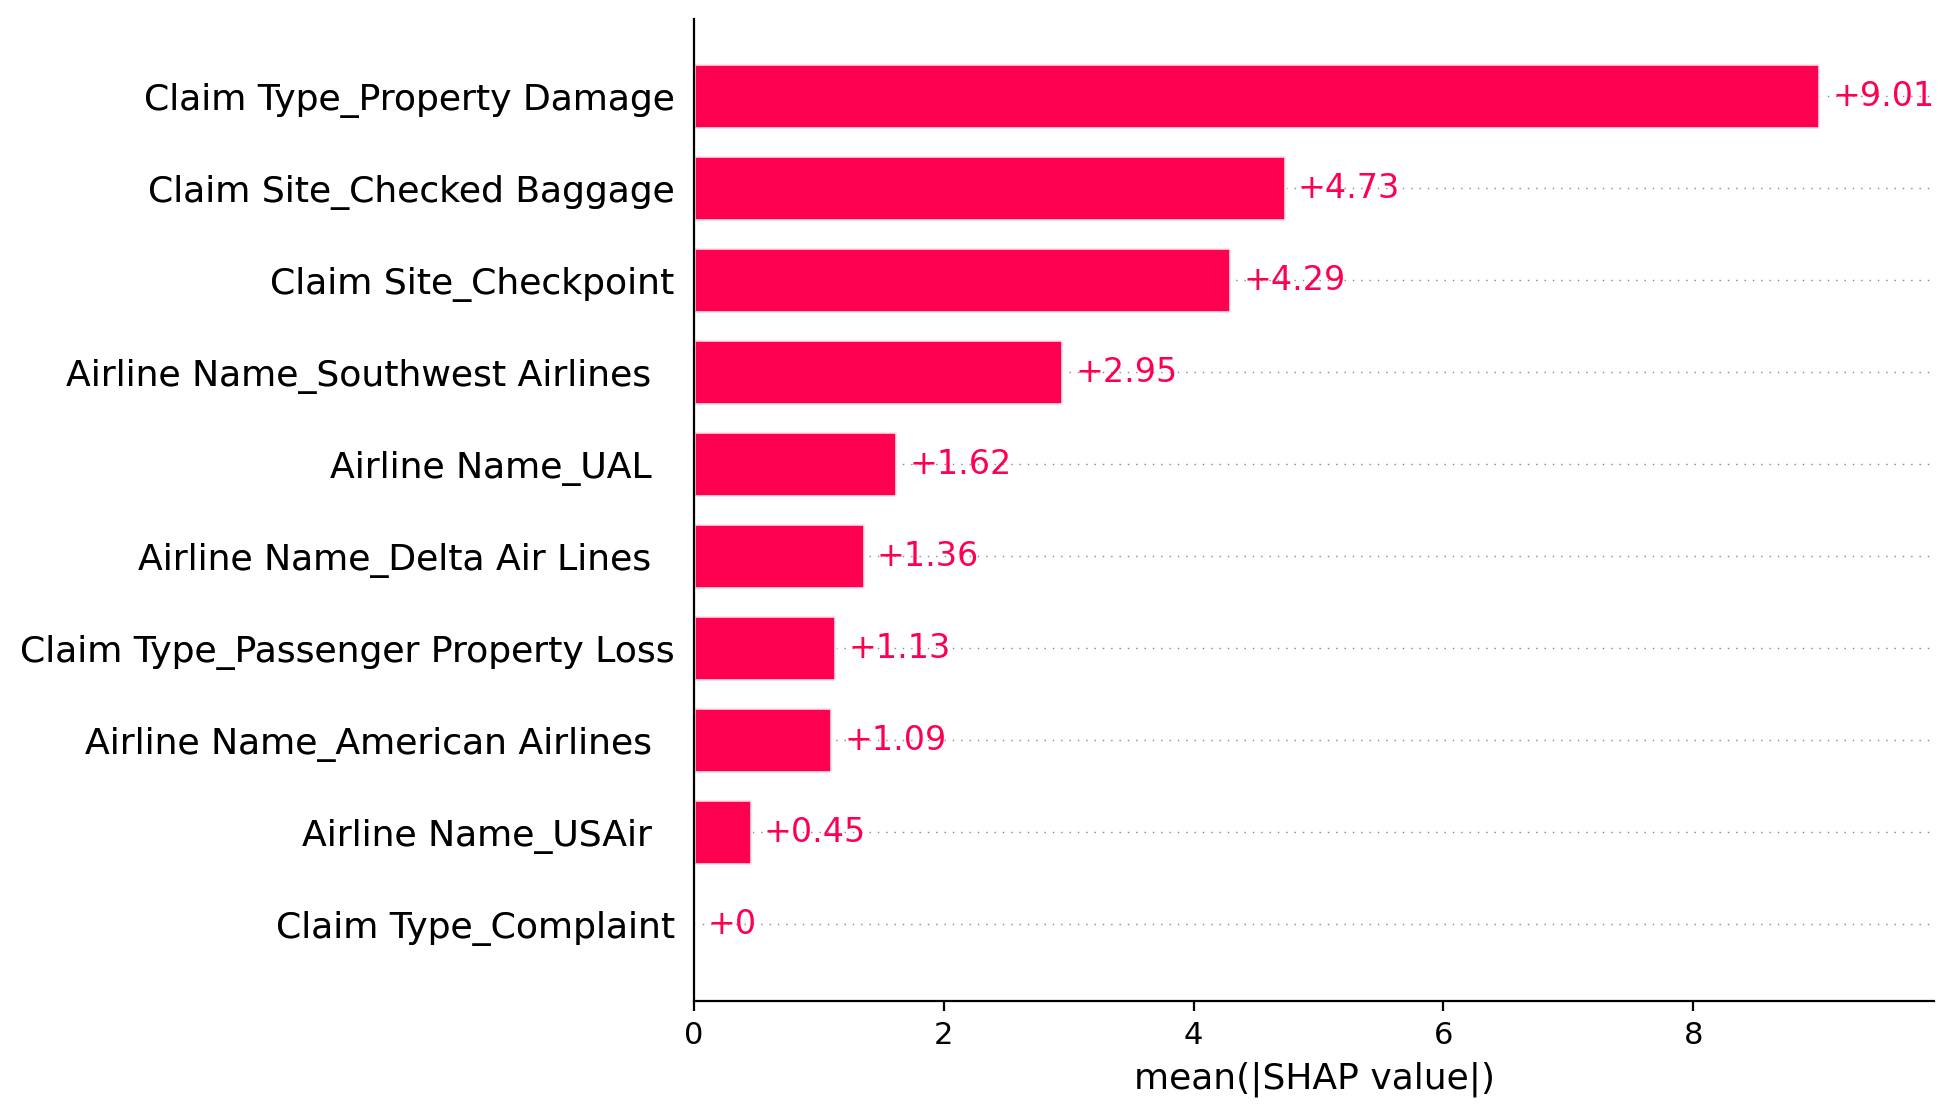 Claim Type_Property Damage +9.01
Claim Site_Checked Baggage +4.73
Claim Site_Checkpoint +4.29
Airline Name_Southwest Airlines +2.95
Airline Name_UAL +1.62
Airline Name_Delta Air Lines +1.36
Claim Type_Passenger Property Loss +1.13
Airline Name_American Airlines +1.09
Airline Name_USAir +0.45
Claim Type_Complaint +0
0 2 4 6 8
mean(|SHAP value|)